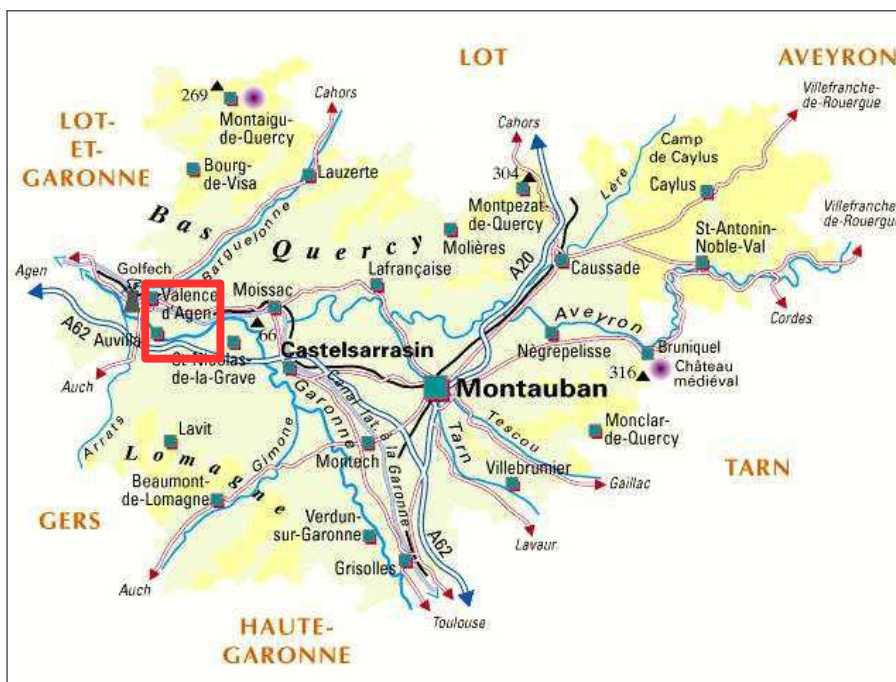 LOT
AVEYRON
269
Montaigu-
de-Quercy
Cahors
Villefranche-
de-Rouergue
LOT-
ET-
GARONNE
Cahors
Camp
de Caylus
Bourg-
de-Visa
Lauzerte
304
Montpezat-
de-Quercy
Lère
Caylus
Villefranche-
de-Rouergue
Bas
Quercy
Barguelonne
Molières
St-Antonin-
Noble-Val
Agen
Golfech
Lafrançaise
A20
Caussade
Valence
d'Agen
Moissac
Cordes
A62
Auvilla
66
Aveyron
St-Nicolas-
de-la-Grave
Castelsarrasin
Nègrepelisse
Bruniquel
316
Château
médiéval
Auch
Montauban
Arrats
Lavit
Garonne
Canal lat. à la Garonne
Tarn
Tescou
Monclar-
de-Quercy
Lomagne
Gimone
Montech
Villebrumier
TARN
Beaumont-
de-Lomagne
Gaillac
GERS
Verdun-
sur-Garonne
A62
Lavaur
Grisolles
Auch
Toulouse
HAUTE-
GARONNE